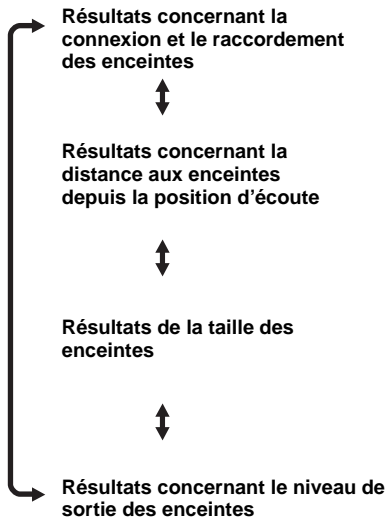 Résultats concernant la
connexion et le raccordement
des enceintes
Résultats concernant la
distance aux enceintes
depuis la position d’écoute
Résultats de la taille des
enceintes
Résultats concernant le niveau de
sortie des enceintes